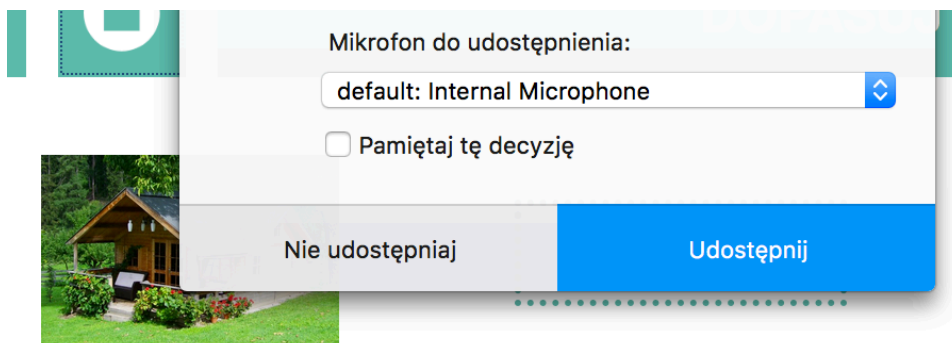 Mikrofon do udostępnienia:
default: Internal Microphone
Pamiętaj tę decyzję
Nie udostępniaj
Udostępnij